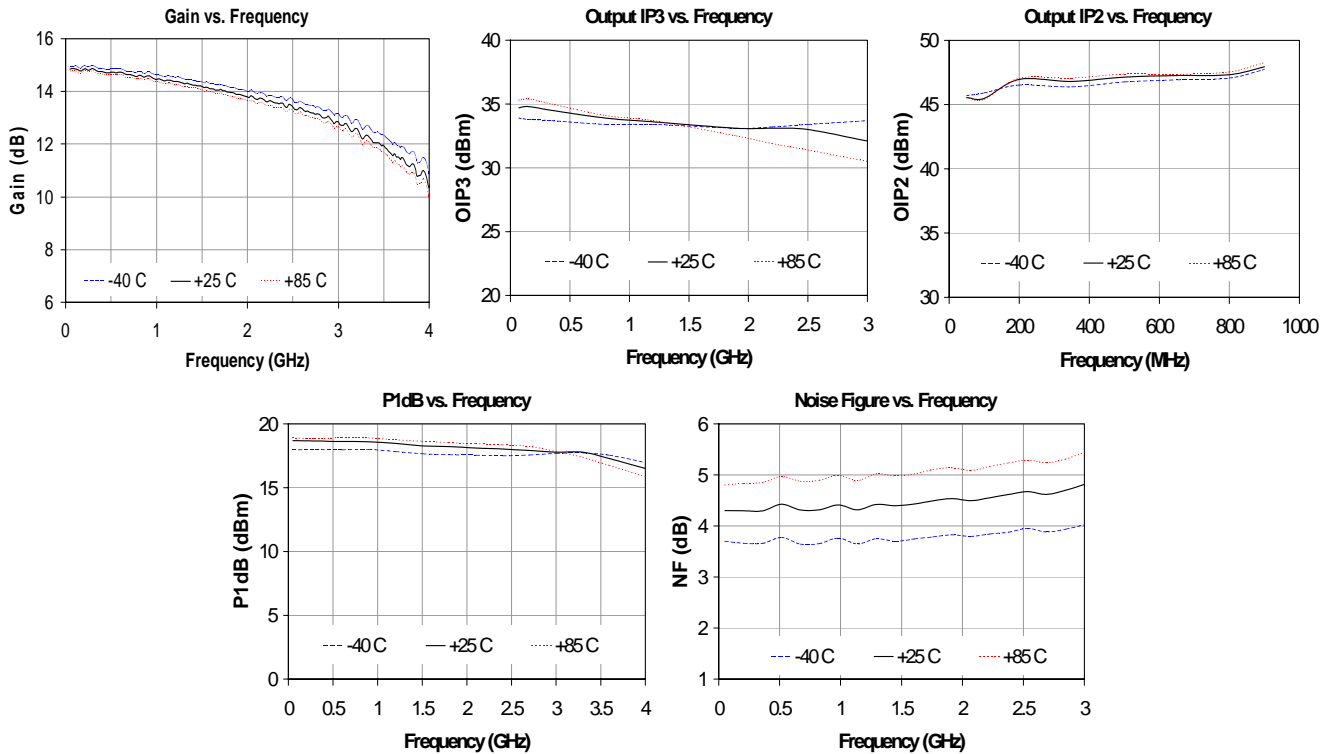 Gain vs. Frequency
16
14
12
10
8
6
Gain (dB)
-40 C
+25 C
+85 C
0
1
2
3
4
Frequency (GHz)
Output IP3 vs. Frequency
40
35
30
25
20
OIP3 (dBm)
-40 C
+25 C
+85 C
0
0.5
1
1.5
2
2.5
3
Frequency (GHz)
Output IP2 vs. Frequency
50
45
40
35
30
OIP2 (dBm)
-40 C
+25 C
+85 C
0
200
400
600
800
1000
Frequency (MHz)
P1dB vs. Frequency
20
15
10
5
0
P1dB (dBm)
-40 C
+25 C
+85 C
0
0.5
1
1.5
2
2.5
3
3.5
4
Frequency (GHz)
Noise Figure vs. Frequency
6
5
4
3
2
1
NF (dB)
-40 C
+25 C
+85 C
0
0.5
1
1.5
2
2.5
3
Frequency (GHz)